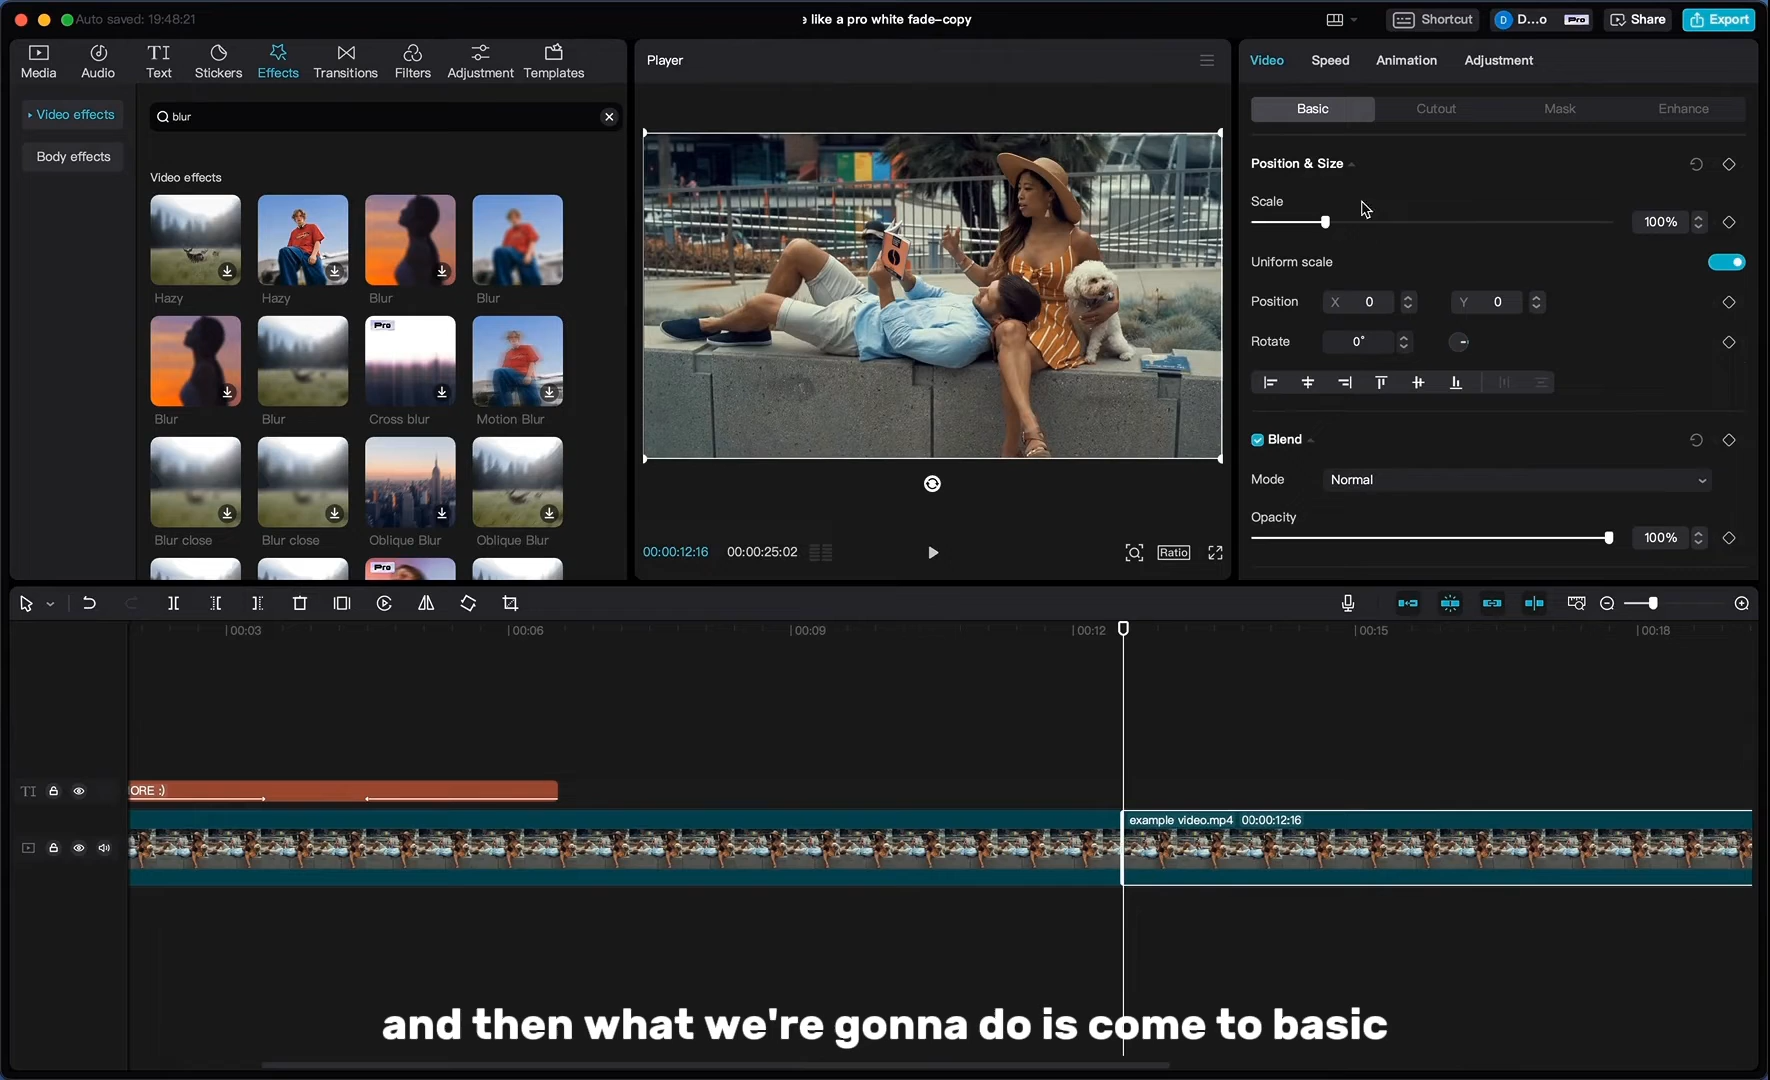 Auto saved: 19:48:21
e like a pro white fade-copy
Shortcut
D
D...o
Pro
Share
Export
Media
Audio
TI
Text
Stickers
Effects
Transitions
Filters
Adjustment
Templates
Video effects
Body effects
blur
Video effects
Hazy
Hazy
Blur
Blur
Pro
Blur
Blur
Cross blur
Motion Blur
Blur close
Blur close
Oblique Blur
Oblique Blur
Pro
Player
00:00:12:16
00:00:25:02
Ratio
Video
Speed
Animation
Adjustment
Basic
Cutout
Mask
Enhance
Position & Size
Scale
100%
Uniform scale
Position
X 0
Y 0
Rotate
0°
Blend
Mode
Normal
Opacity
100%
00:03
00:06
00:09
00:12
00:15
00:18
TI
ORE :)
example video.mp4 00:00:12:16
and then what we're gonna do is come to basic